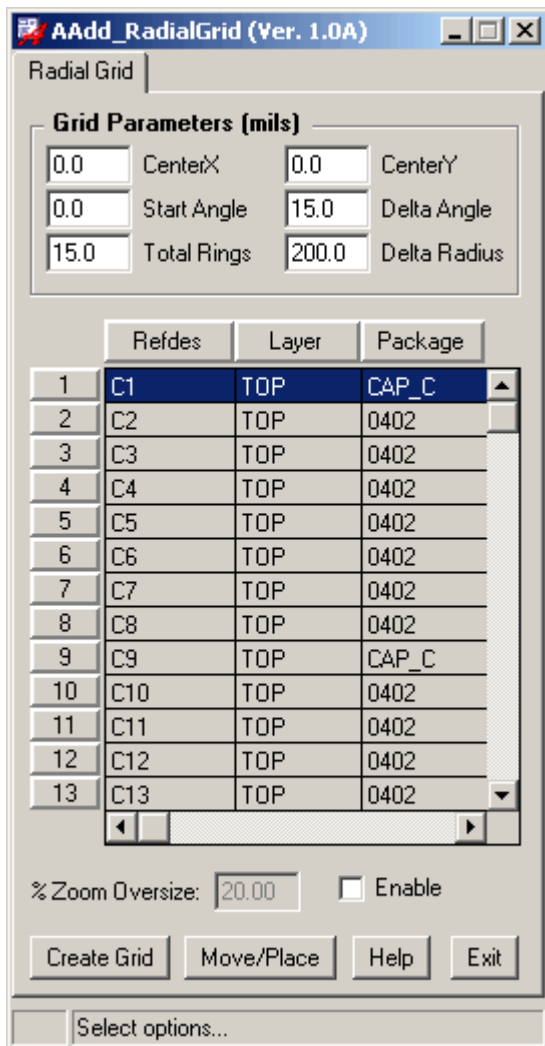 AAdd_RadialGrid (Ver. 1.0A)
Radial Grid
Grid Parameters (mils)
0.0 CenterX 0.0 CenterY
0.0 Start Angle 15.0 Delta Angle
15.0 Total Rings 200.0 Delta Radius
Refdes Layer Package
1 C1 TOP CAP_C
2 C2 TOP 0402
3 C3 TOP 0402
4 C4 TOP 0402
5 C5 TOP 0402
6 C6 TOP 0402
7 C7 TOP 0402
8 C8 TOP 0402
9 C9 TOP CAP_C
10 C10 TOP 0402
11 C11 TOP 0402
12 C12 TOP 0402
13 C13 TOP 0402
% Zoom Oversize: 20.00 Enable
Create Grid Move/Place Help Exit
Select options...